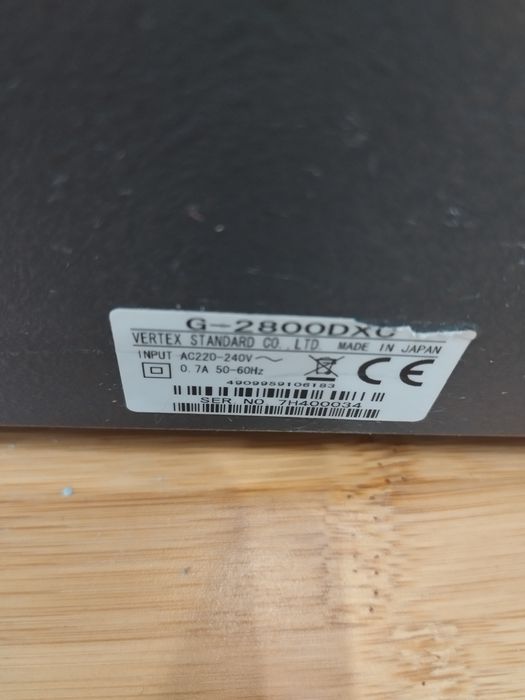 G-2800DXC
VERTEX STANDARD CO., LTD. MADE IN JAPAN
INPUT AC220-240V ~
0.7A 50-60Hz
CE
4909959106183
SER NO. 7H400034